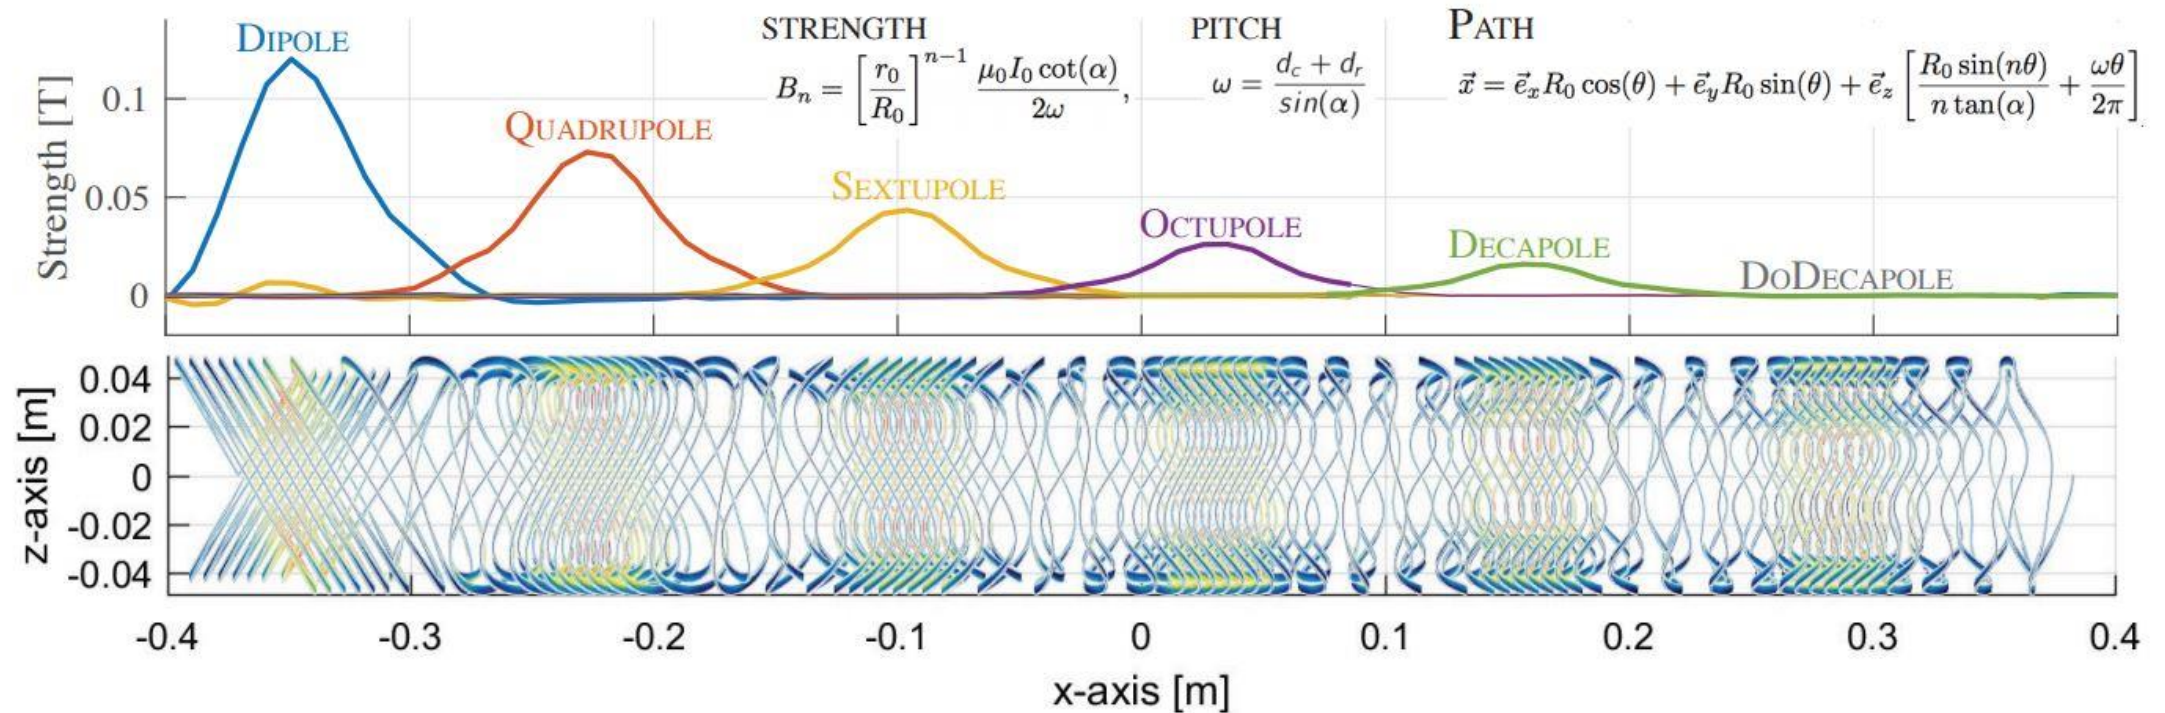 STRENGTH PITCH PATH
DIPOLE
B_n = [r_0/R_0]^{n-1} μ_0 I_0 cot(α)/2ω, ω = (d_c + d_r)/sin(α) x⃗ = e⃗_x R_0 cos(θ) + e⃗_y R_0 sin(θ) + e⃗_z [R_0 sin(nθ)/(n tan(α)) + ωθ/2π].
QUADRUPOLE
SEXTUPOLE
OCTUPOLE
DECAPOLE
DODECAPOLE
Strength [T]
0.1
0.05
0
z-axis [m]
0.04
0.02
0
-0.02
-0.04
-0.4 -0.3 -0.2 -0.1 0 0.1 0.2 0.3 0.4
x-axis [m]